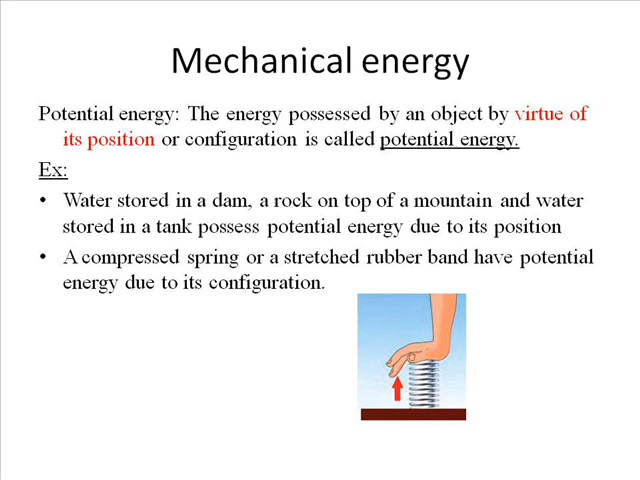 Mechanical energy
Potential energy: The energy possessed by an object by virtue of
its position or configuration is called potential energy.
Ex:
• Water stored in a dam, a rock on top of a mountain and water
stored in a tank possess potential energy due to its position
• A compressed spring or a stretched rubber band have potential
energy due to its configuration.